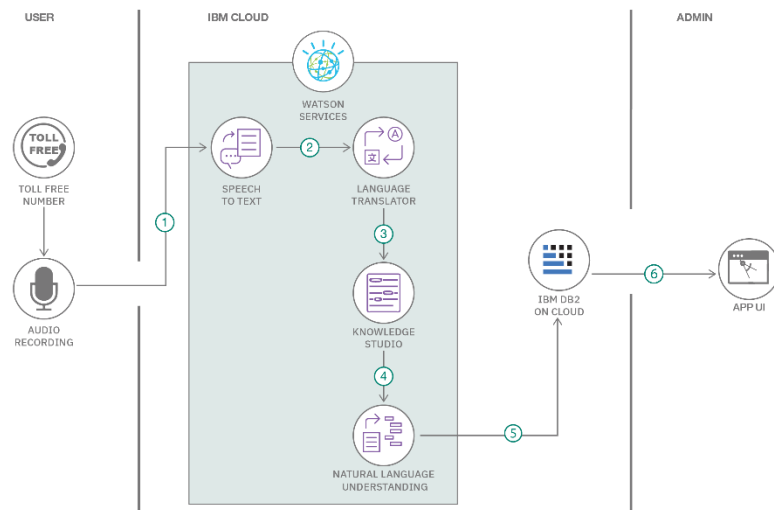 USER
IBM CLOUD
ADMIN
WATSON
SERVICES
TOLL
FREE
TOLL FREE
NUMBER
1
SPEECH
TO TEXT
2
A
文
LANGUAGE
TRANSLATOR
3
AUDIO
RECORDING
KNOWLEDGE
STUDIO
4
NATURAL LANGUAGE
UNDERSTANDING
5
IBM DB2
ON CLOUD
6
APP UI